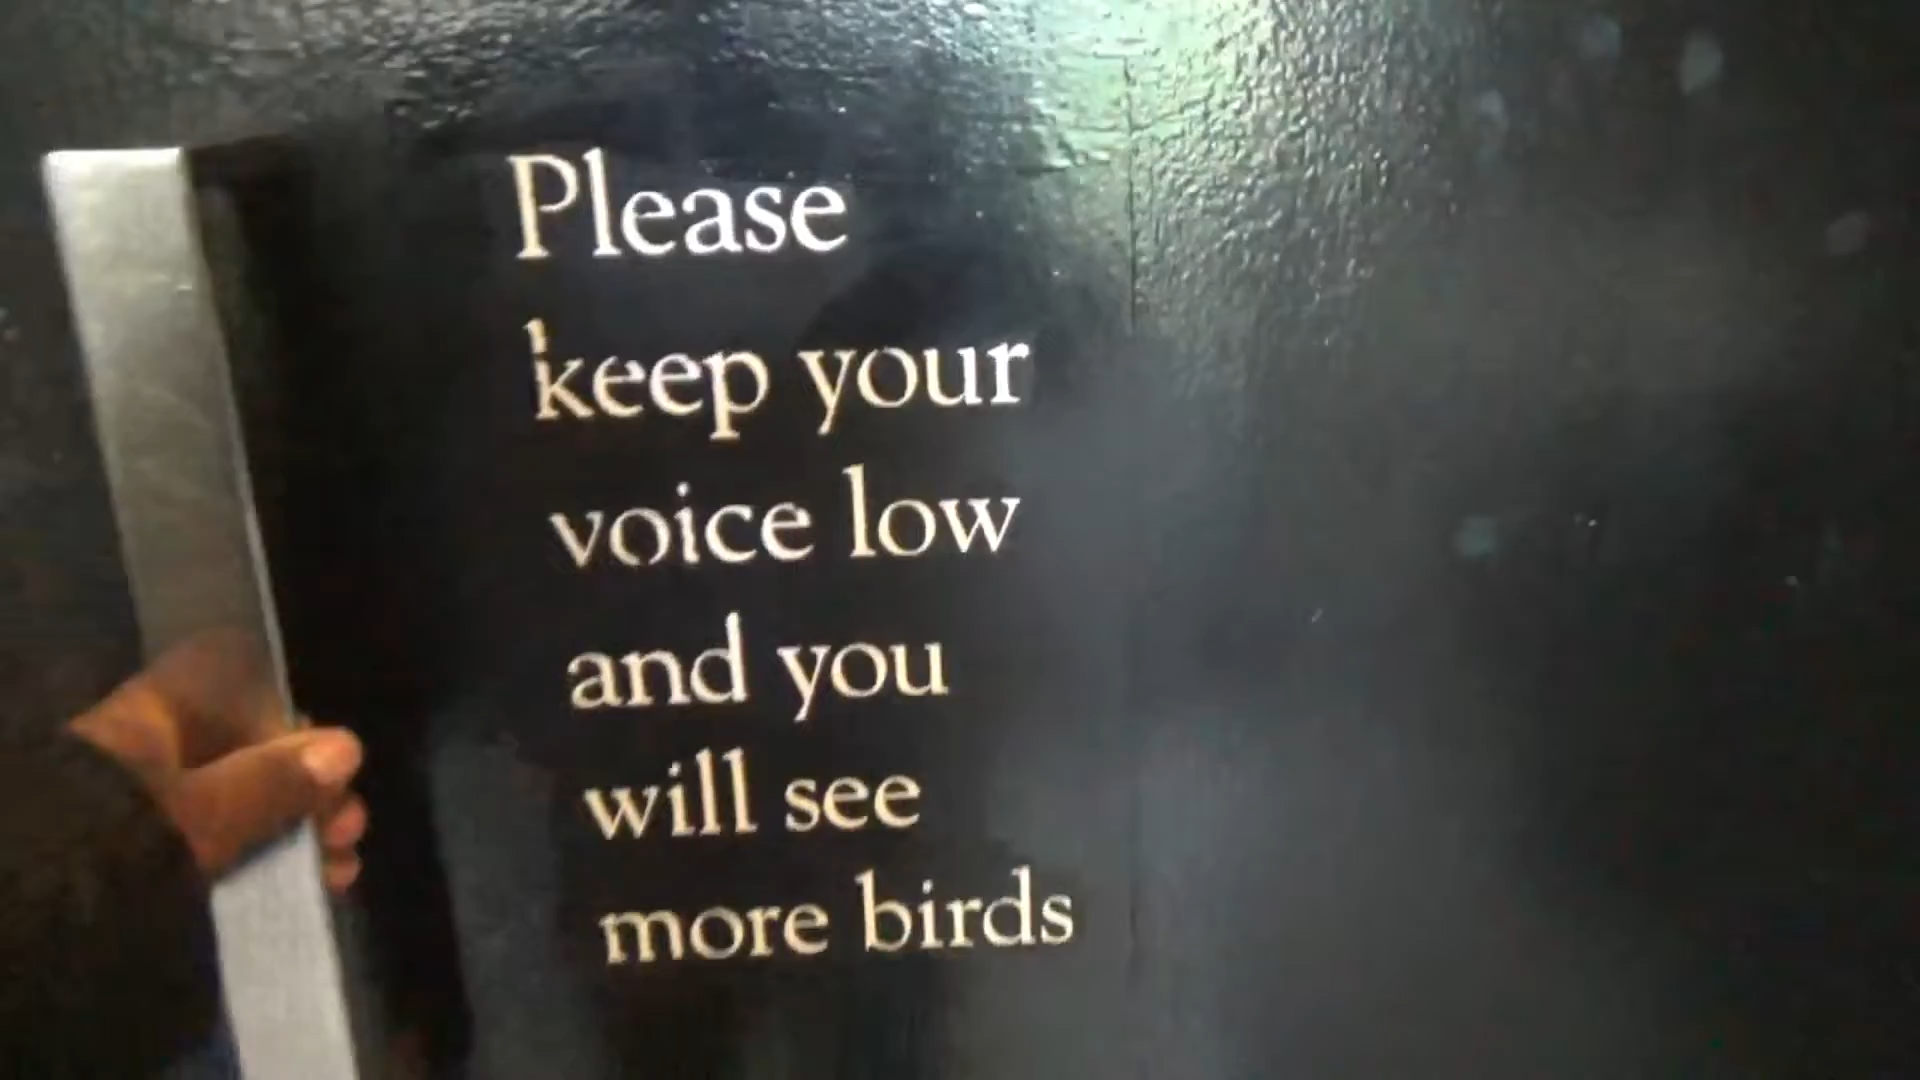 Please
keep your
voice low
and you
will see
more birds